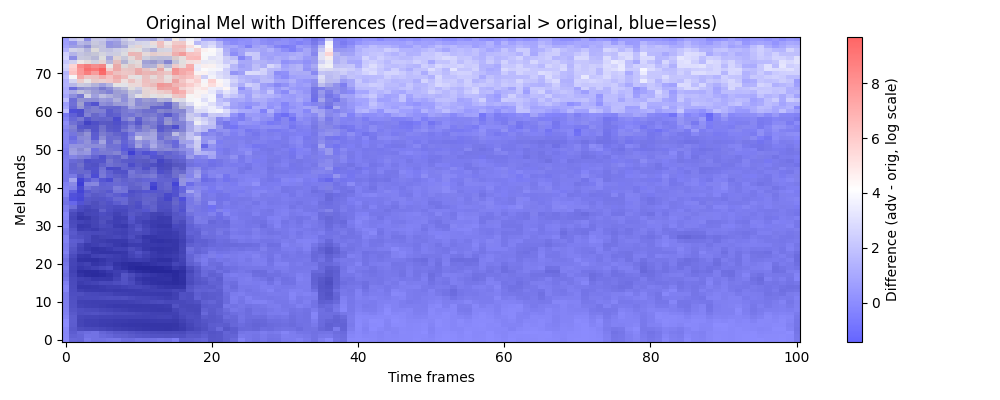 Original Mel with Differences (red=adversarial > original, blue=less)
Mel bands
70
60
50
40
30
20
10
0
0 20 40 60 80 100
Time frames
8
6
4
2
0
Difference (adv - orig, log scale)